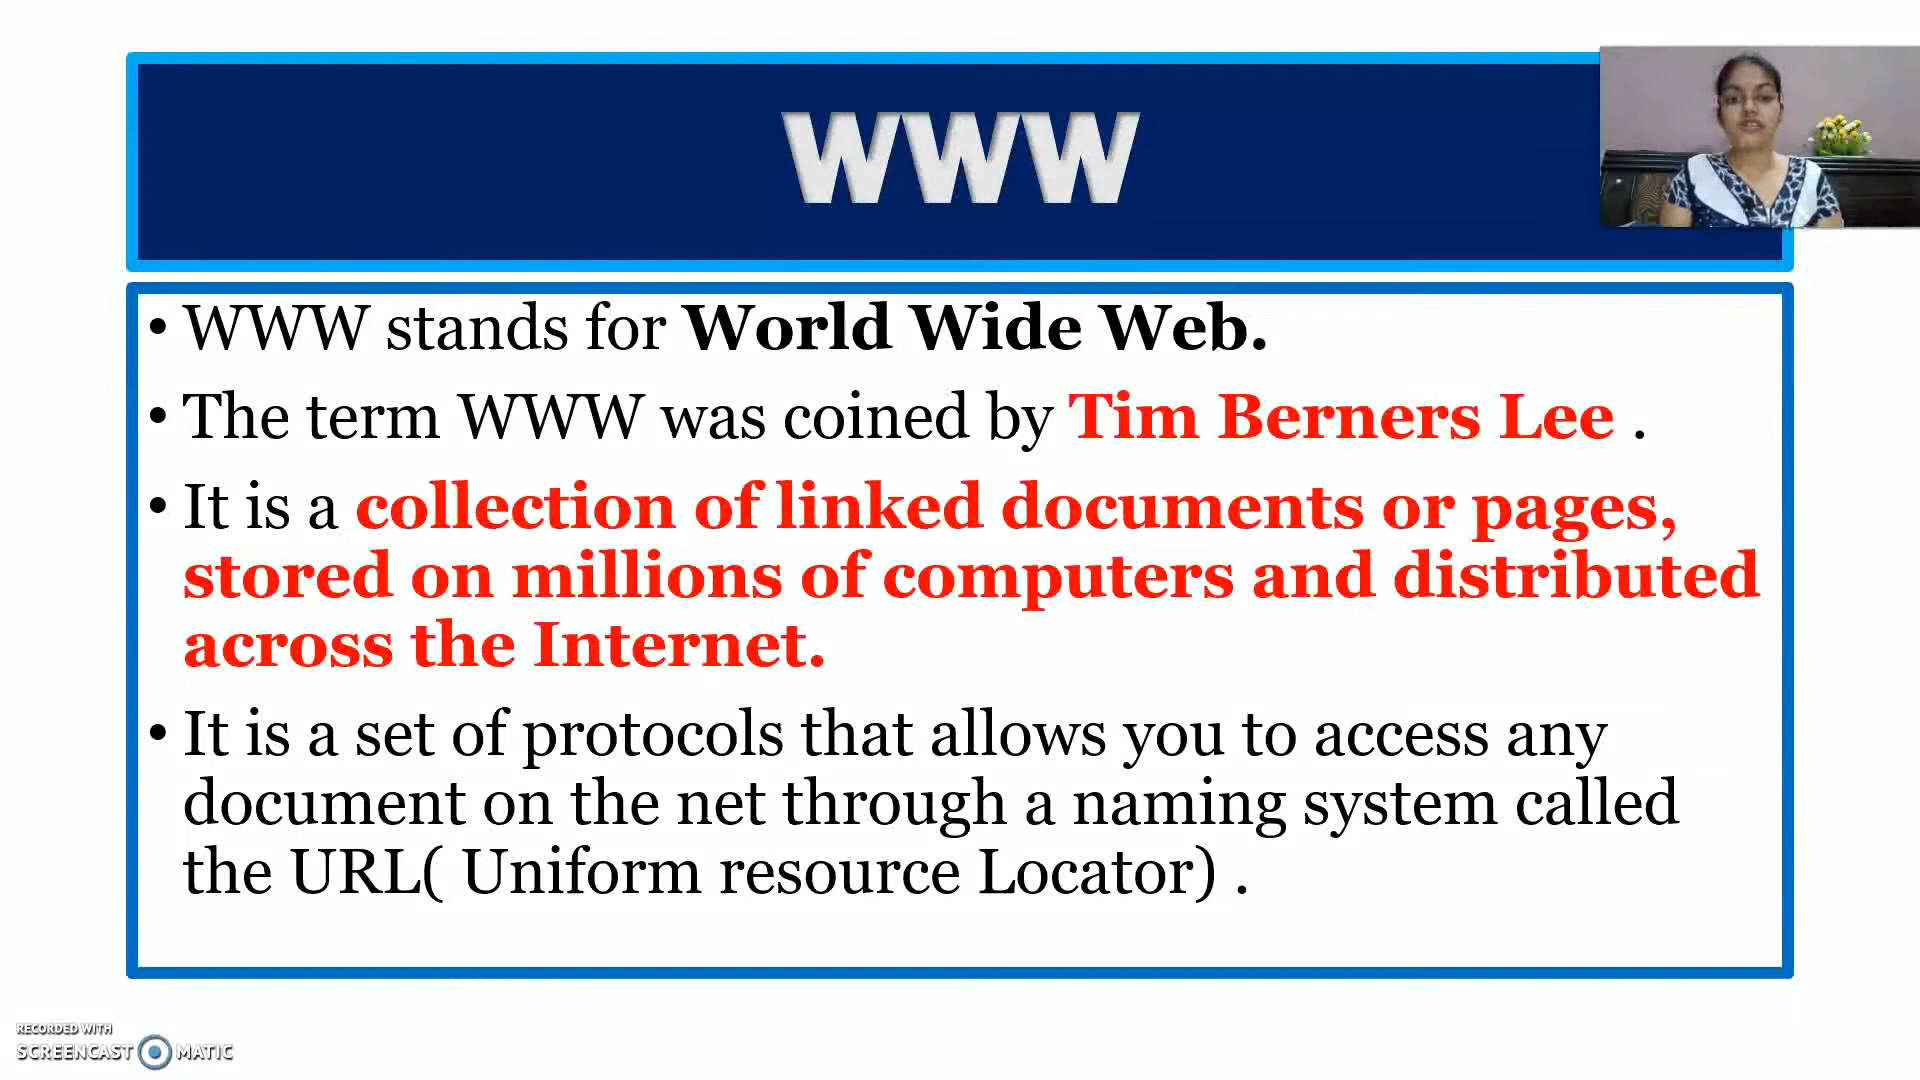 WWW
• WWW stands for World Wide Web.
• The term WWW was coined by Tim Berners Lee .
• It is a collection of linked documents or pages,
stored on millions of computers and distributed
across the Internet.
• It is a set of protocols that allows you to access any
document on the net through a naming system called
the URL( Uniform resource Locator) .
RECORDED WITH
SCREENCAST MATIC